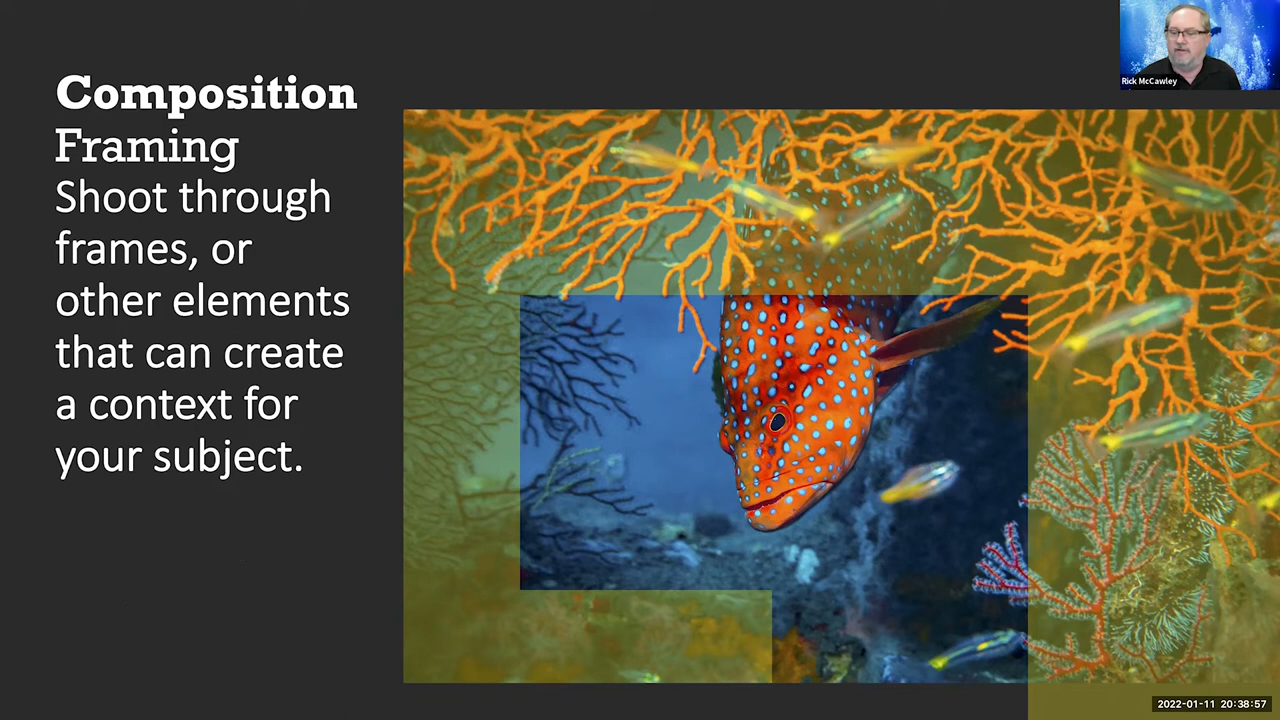 Composition
Framing
Shoot through
frames, or
other elements
that can create
a context for
your subject.
Rick McCawley
2022-01-11 20:38:57